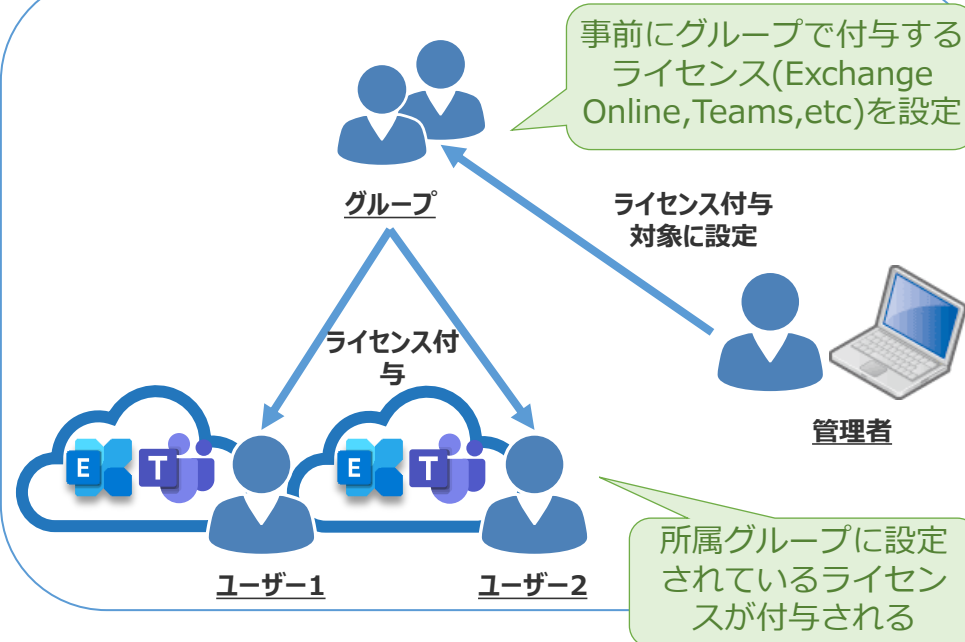 事前にグループで付与する
ライセンス(Exchange
Online,Teams,etc)を設定
グループ
ライセンス付与
対象に設定
ライセンス付
与
管理者
E
T
E
T
ユーザー1
ユーザー2
所属グループに設定
されているライセン
スが付与される